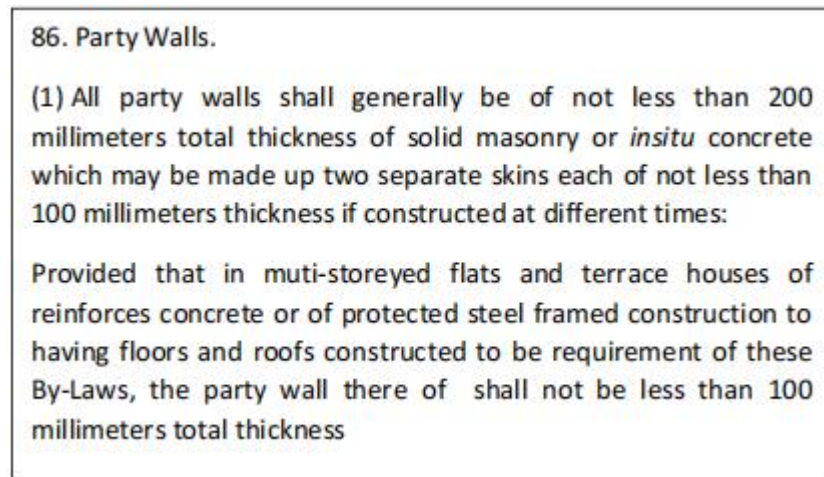 86. Party Walls.
(1) All party walls shall generally be of not less than 200
millimeters total thickness of solid masonry or insitu concrete
which may be made up two separate skins each of not less than
100 millimeters thickness if constructed at different times:
Provided that in muti-storeyed flats and terrace houses of
reinforces concrete or of protected steel framed construction to
having floors and roofs constructed to be requirement of these
By-Laws, the party wall there of shall not be less than 100
millimeters total thickness